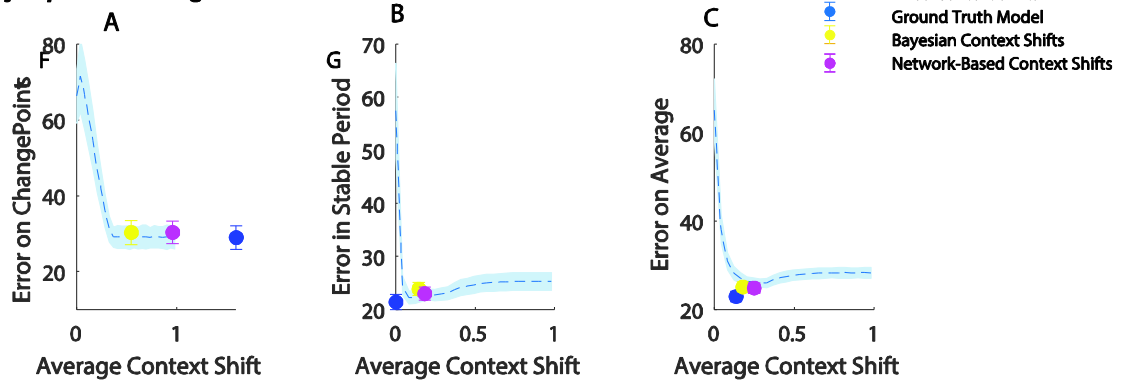 A
B
C
Ground Truth Model
Bayesian Context Shifts
Network-Based Context Shifts
F
Error on ChangePoints
80
60
40
20
0
1
Average Context Shift
G
Error in Stable Period
70
60
50
40
30
20
0
0.5
1
Average Context Shift
Error on Average
80
60
40
20
0
0.5
1
Average Context Shift